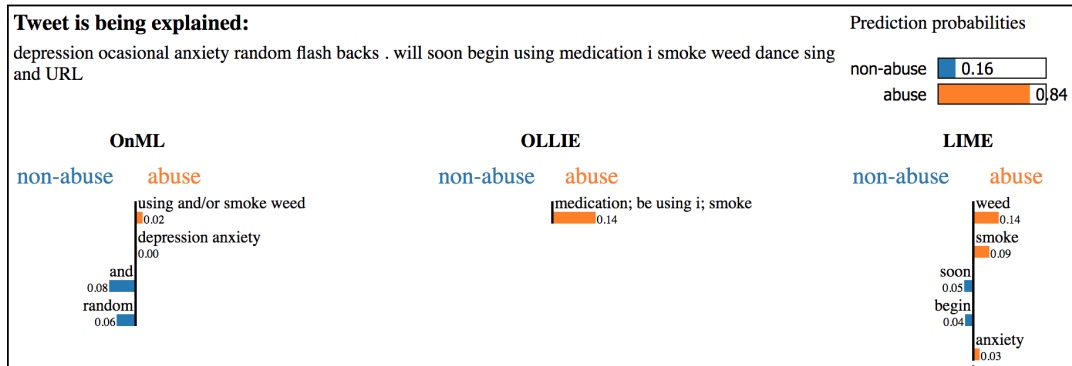 Tweet is being explained:
depression ocasional anxiety random flash backs . will soon begin using medication i smoke weed dance sing
and URL
Prediction probabilities
non-abuse 0.16
abuse 0.84
OnML
non-abuse abuse
using and/or smoke weed
0.02
depression anxiety
0.00
and
0.08
random
0.06
OLLIE
non-abuse abuse
medication; be using i; smoke
0.14
LIME
non-abuse abuse
weed
0.14
smoke
0.09
soon
0.05
begin
0.04
anxiety
0.03